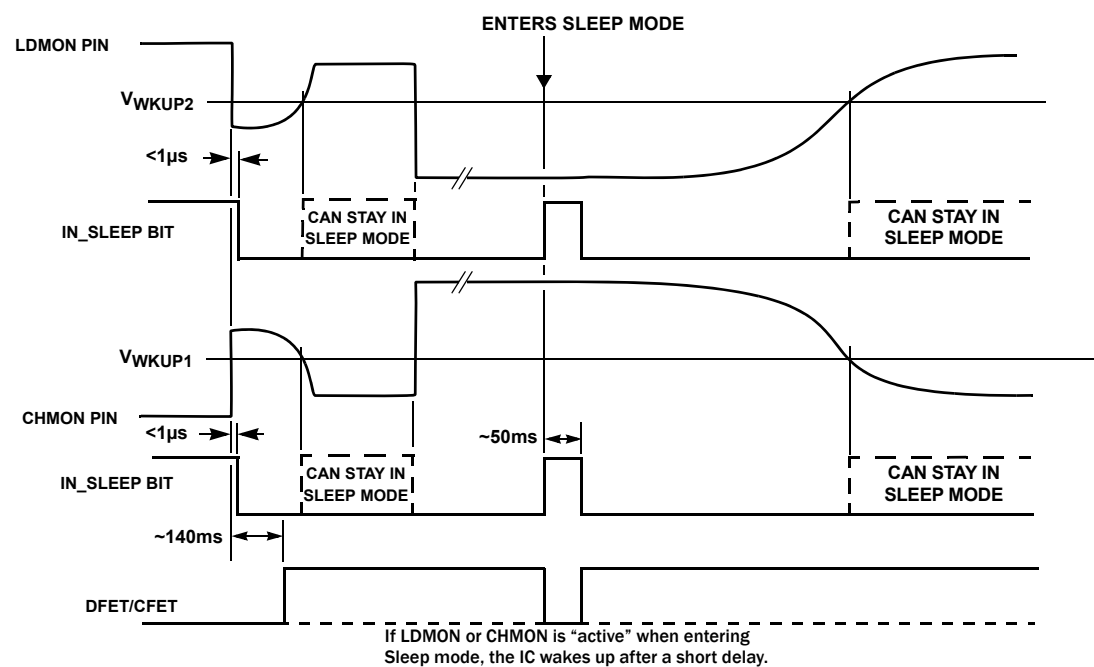 ENTERS SLEEP MODE
LDMON PIN
VWKUP2
<1µs
IN_SLEEP BIT
CAN STAY IN
SLEEP MODE
CAN STAY IN
SLEEP MODE
VWKUP1
CHMON PIN
<1µs
~50ms
IN_SLEEP BIT
CAN STAY IN
SLEEP MODE
CAN STAY IN
SLEEP MODE
~140ms
DFET/CFET
If LDMON or CHMON is “active” when entering
Sleep mode, the IC wakes up after a short delay.